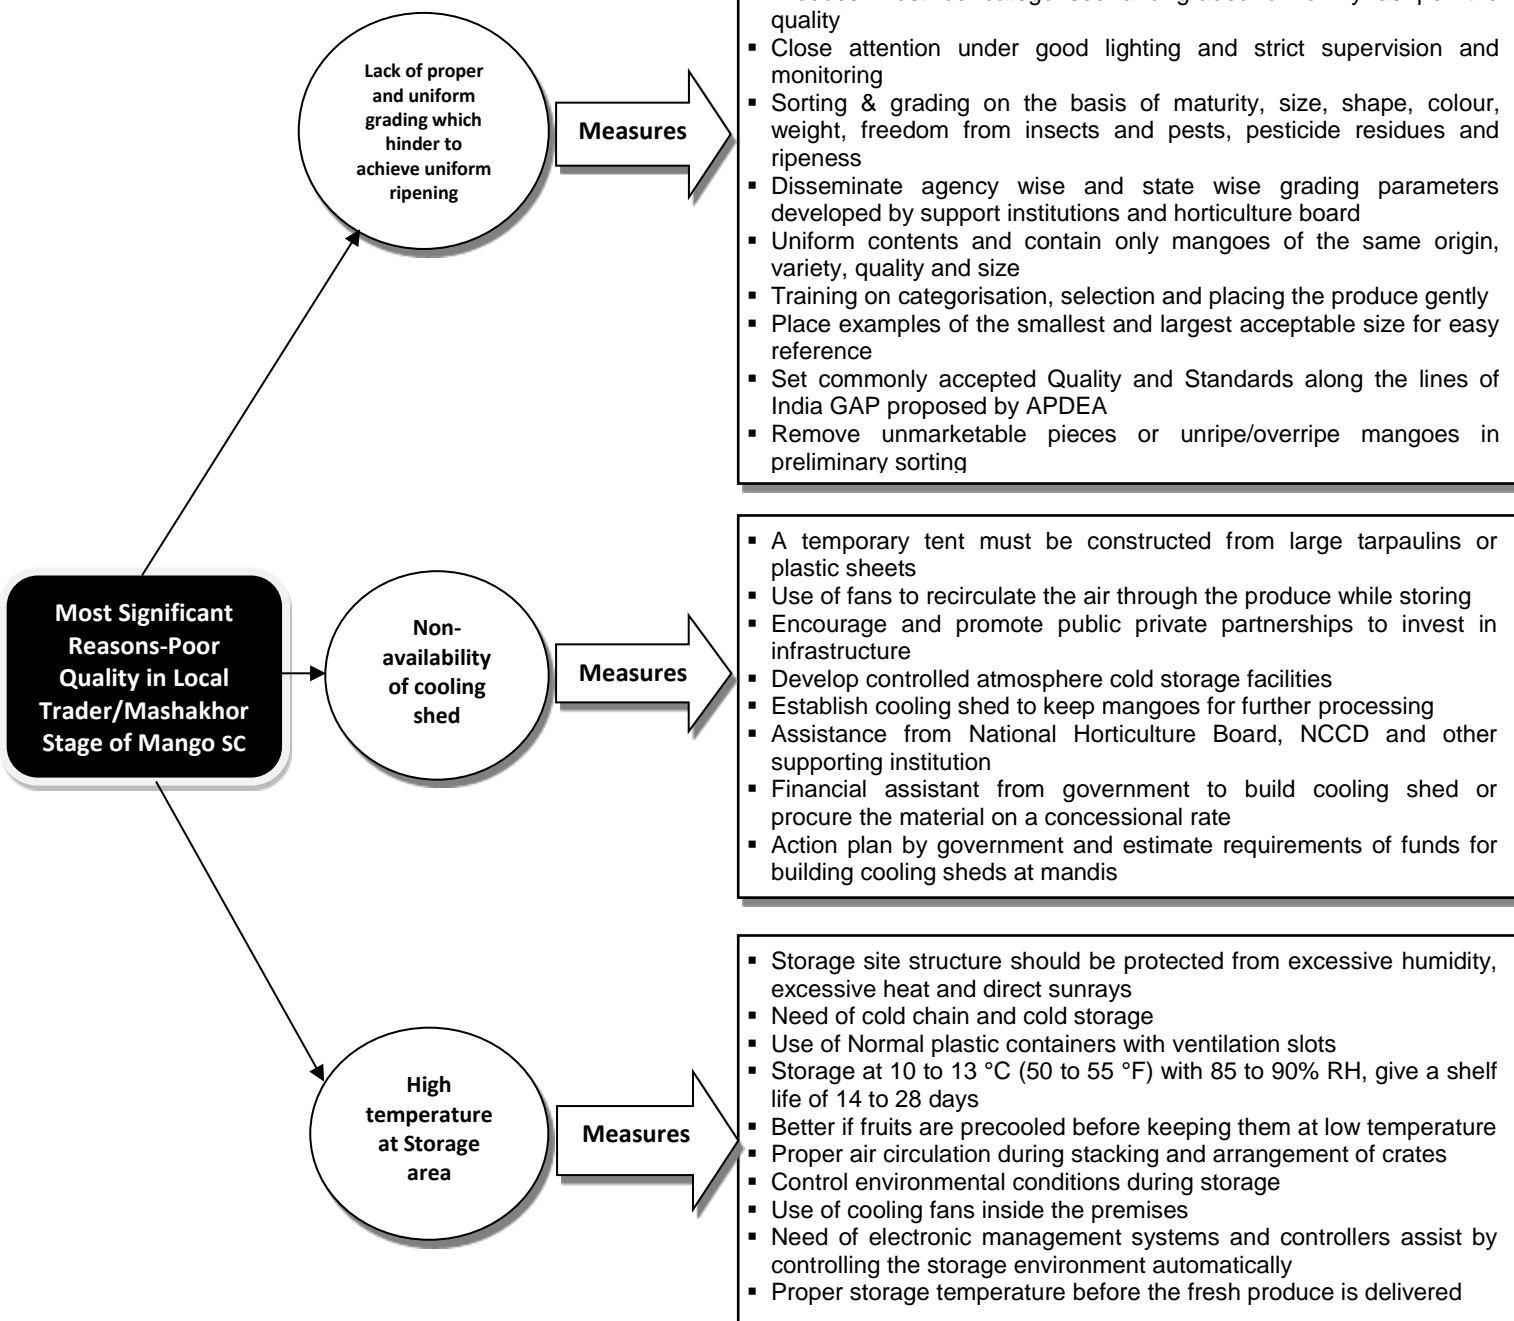 quality
▪ Close attention under good lighting and strict supervision and
monitoring
▪ Sorting & grading on the basis of maturity, size, shape, colour,
weight, freedom from insects and pests, pesticide residues and
ripeness
▪ Disseminate agency wise and state wise grading parameters
developed by support institutions and horticulture board
▪ Uniform contents and contain only mangoes of the same origin,
variety, quality and size
▪ Training on categorisation, selection and placing the produce gently
▪ Place examples of the smallest and largest acceptable size for easy
reference
▪ Set commonly accepted Quality and Standards along the lines of
India GAP proposed by APDEA
▪ Remove unmarketable pieces or unripe/overripe mangoes in
preliminary sorting
Lack of proper
and uniform
grading which
hinder to
achieve uniform
ripening
Measures
Most Significant
Reasons-Poor
Quality in Local
Trader/Mashakhor
Stage of Mango SC
Non-
availability
of cooling
shed
Measures
▪ A temporary tent must be constructed from large tarpaulins or
plastic sheets
▪ Use of fans to recirculate the air through the produce while storing
▪ Encourage and promote public private partnerships to invest in
infrastructure
▪ Develop controlled atmosphere cold storage facilities
▪ Establish cooling shed to keep mangoes for further processing
▪ Assistance from National Horticulture Board, NCCD and other
supporting institution
▪ Financial assistant from government to build cooling shed or
procure the material on a concessional rate
▪ Action plan by government and estimate requirements of funds for
building cooling sheds at mandis
High
temperature
at Storage
area
Measures
▪ Storage site structure should be protected from excessive humidity,
excessive heat and direct sunrays
▪ Need of cold chain and cold storage
▪ Use of Normal plastic containers with ventilation slots
▪ Storage at 10 to 13 °C (50 to 55 °F) with 85 to 90% RH, give a shelf
life of 14 to 28 days
▪ Better if fruits are precooled before keeping them at low temperature
▪ Proper air circulation during stacking and arrangement of crates
▪ Control environmental conditions during storage
▪ Use of cooling fans inside the premises
▪ Need of electronic management systems and controllers assist by
controlling the storage environment automatically
▪ Proper storage temperature before the fresh produce is delivered